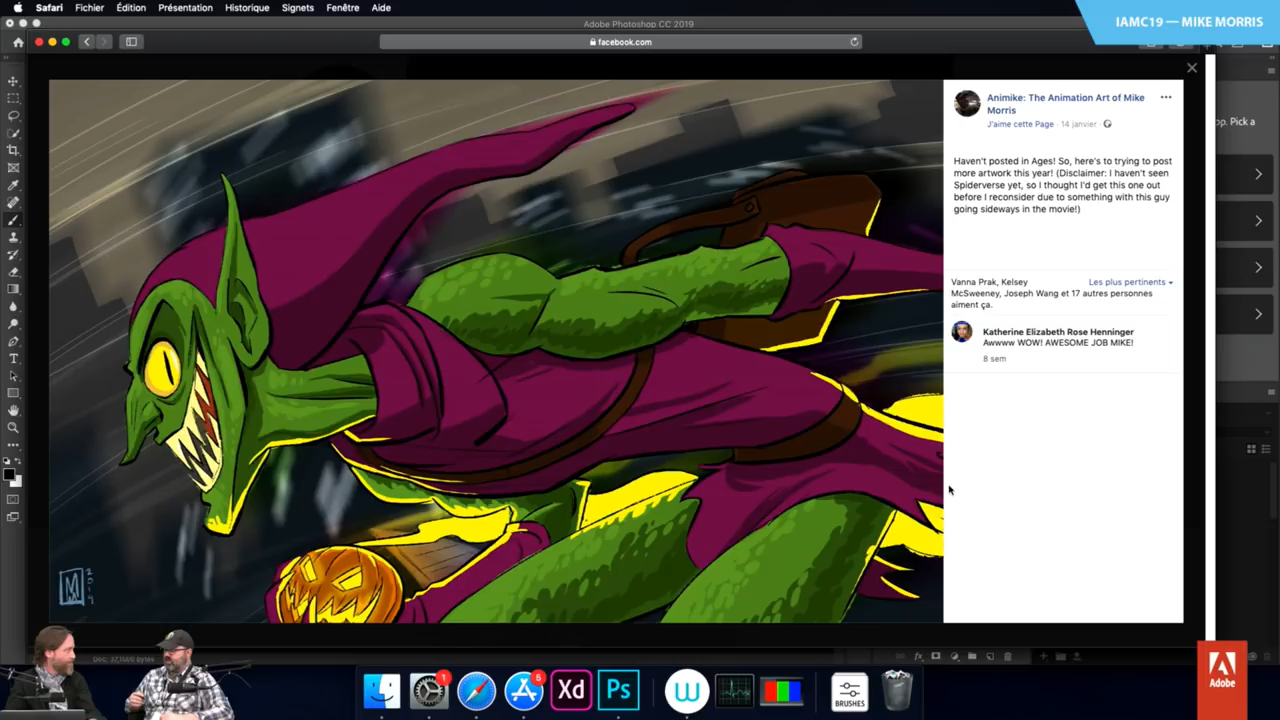 Safari Fichier Édition Présentation Historique Signets Fenêtre Aide
IAMC19 — MIKE MORRIS
Adobe Photoshop CC 2019
facebook.com
Animike: The Animation Art of Mike
Morris
J'aime cette Page · 14 janvier ·
op. Pick a
Haven't posted in Ages! So, here's to trying to post
more artwork this year! (Disclaimer: I haven't seen
Spiderverse yet, so I thought I'd get this one out
before I reconsider due to something with this guy
going sideways in the movie!)
Vanna Prak, Kelsey
Les plus pertinents
McSweeney, Joseph Wang et 17 autres personnes
aiment ça.
Katherine Elizabeth Rose Henninger
Awwww WOW! AWESOME JOB MIKE!
8 sem
M
2019
fx
1
6
Xd
Ps
BRUSHES
Adobe